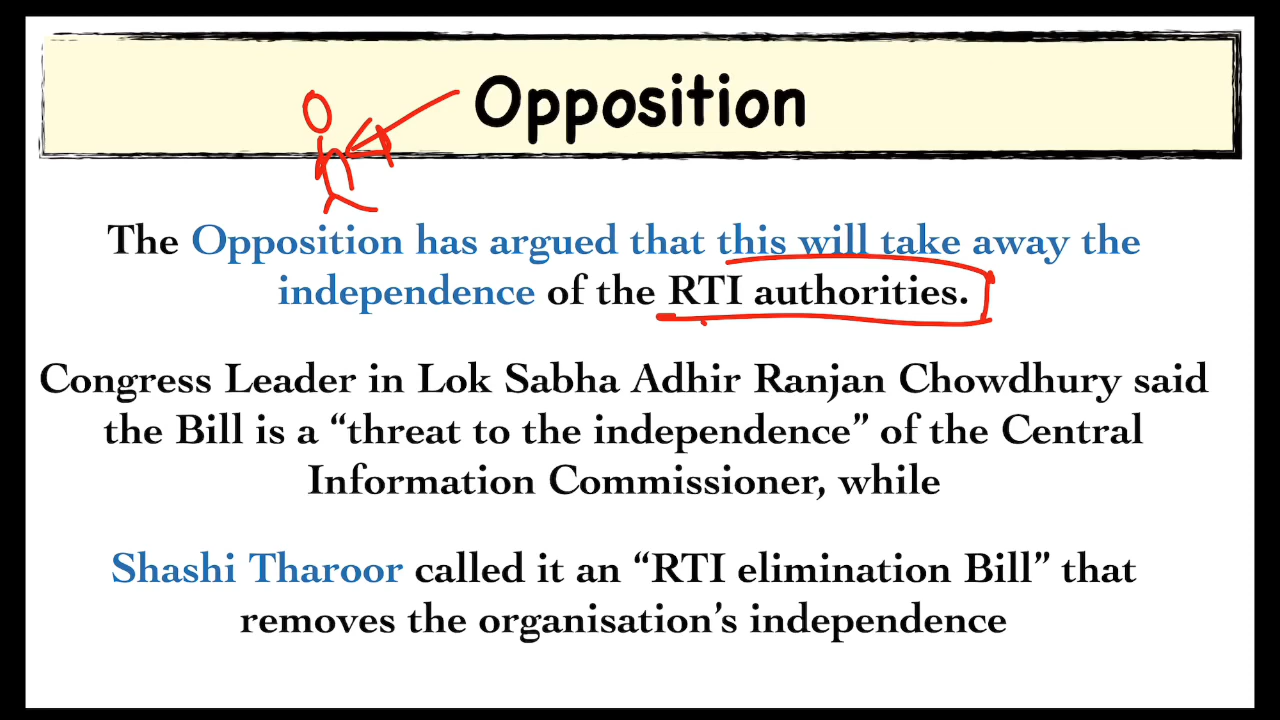 Opposition
The Opposition has argued that this will take away the
independence of the RTI authorities.
Congress Leader in Lok Sabha Adhir Ranjan Chowdhury said
the Bill is a “threat to the independence” of the Central
Information Commissioner, while
Shashi Tharoor called it an “RTI elimination Bill” that
removes the organisation’s independence